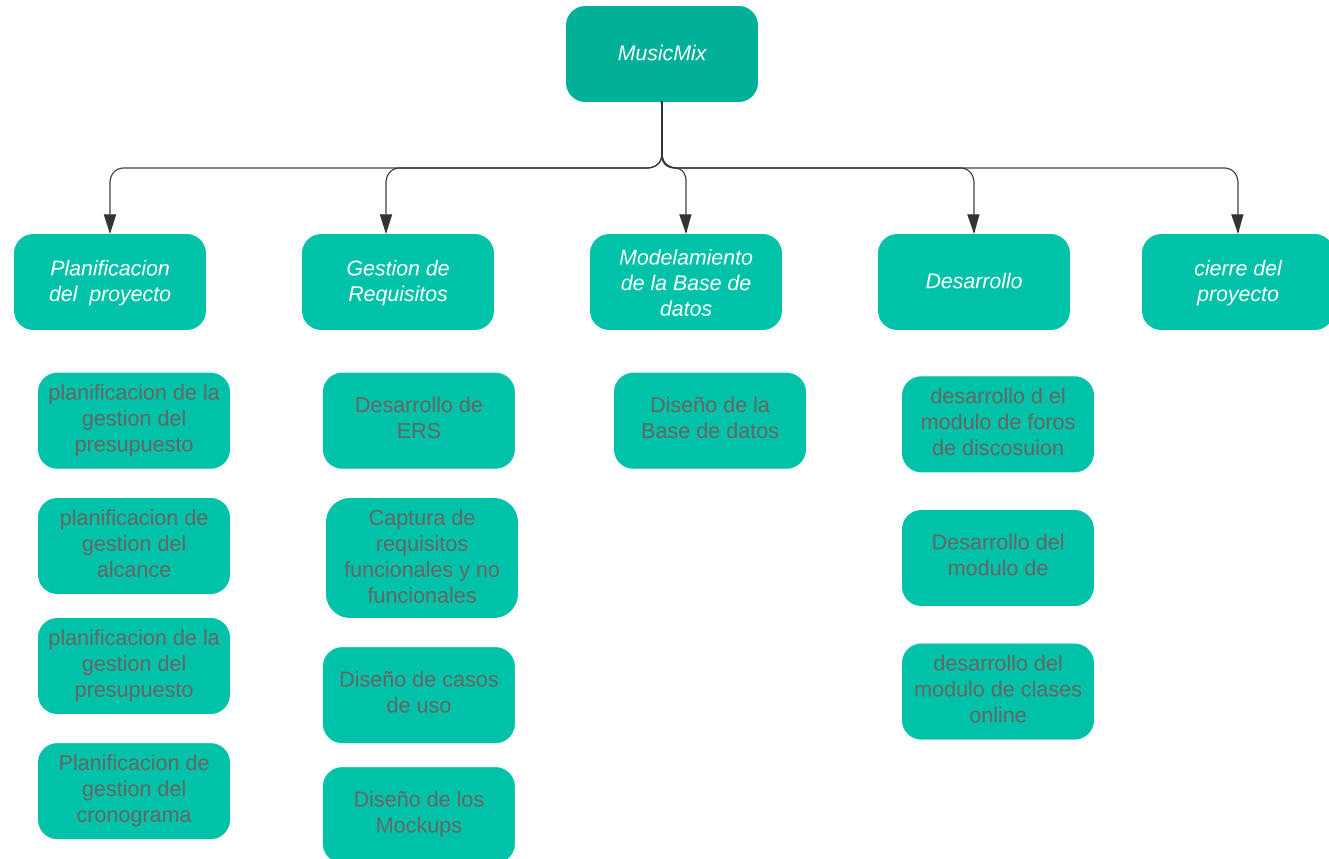 MusicMix
Planificacion
del  proyecto
Gestion de
Requisitos
Modelamiento
de la Base de
datos
Desarrollo
cierre del
proyecto
planificacion de la
gestion del
presupuesto
planificacion de
gestion del
alcance
planificacion de la
gestion del
presupuesto
Planificacion de
gestion del
cronograma
Desarrollo de
ERS
Captura de
requisitos
funcionales y no
funcionales
Diseño de casos
de uso
Diseño de los
Mockups
Diseño de la
Base de datos
desarrollo d el
modulo de foros
de discosuion
Desarrollo del
modulo de
desarrollo del
modulo de clases
online